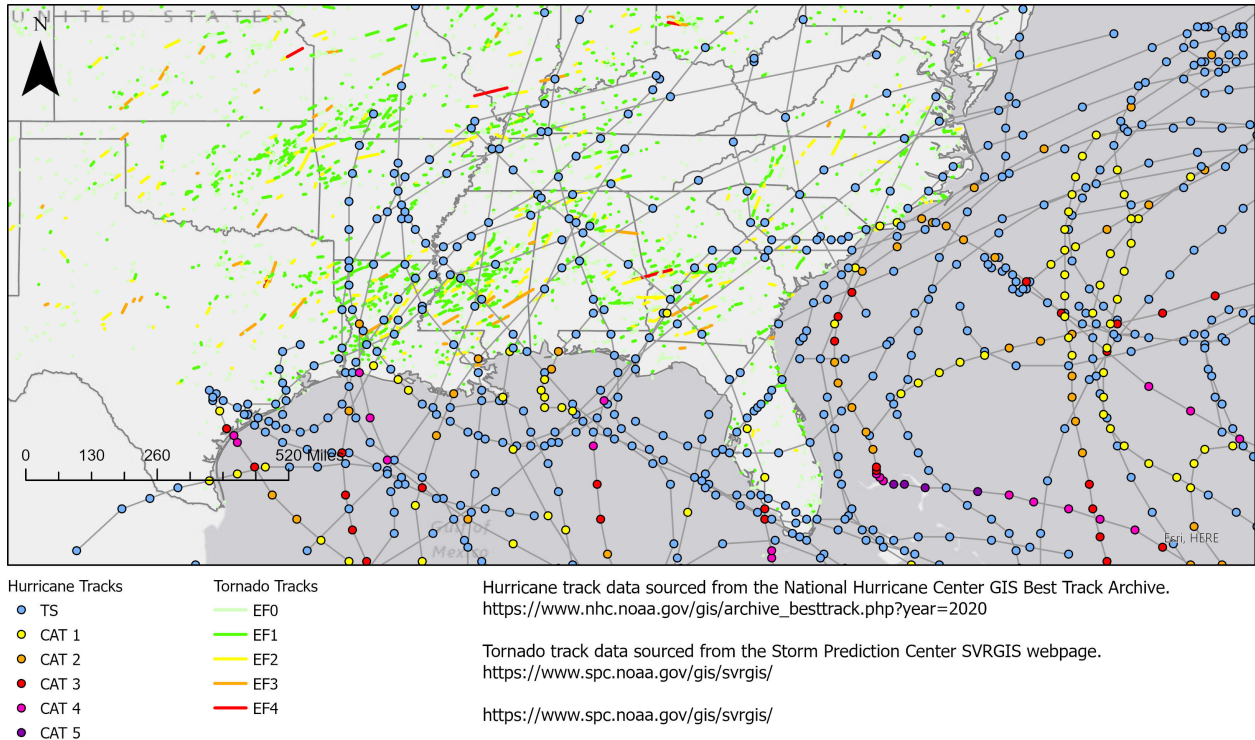 UNITED STATES
N
0 130 260 520 Miles
Gulf of
Mexico
Esri, HERE
Hurricane Tracks
TS
CAT 1
CAT 2
CAT 3
CAT 4
CAT 5
Tornado Tracks
EF0
EF1
EF2
EF3
EF4
Hurricane track data sourced from the National Hurricane Center GIS Best Track Archive.
https://www.nhc.noaa.gov/gis/archive_besttrack.php?year=2020
Tornado track data sourced from the Storm Prediction Center SVRGIS webpage.
https://www.spc.noaa.gov/gis/svrgis/
https://www.spc.noaa.gov/gis/svrgis/